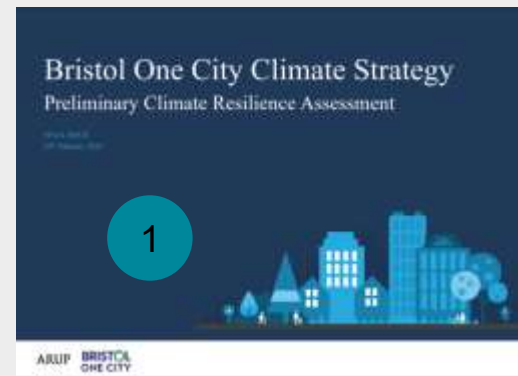 Bristol One City Climate Strategy
Preliminary Climate Resilience Assessment
1
ARUP
BRISTOL
ONE CITY